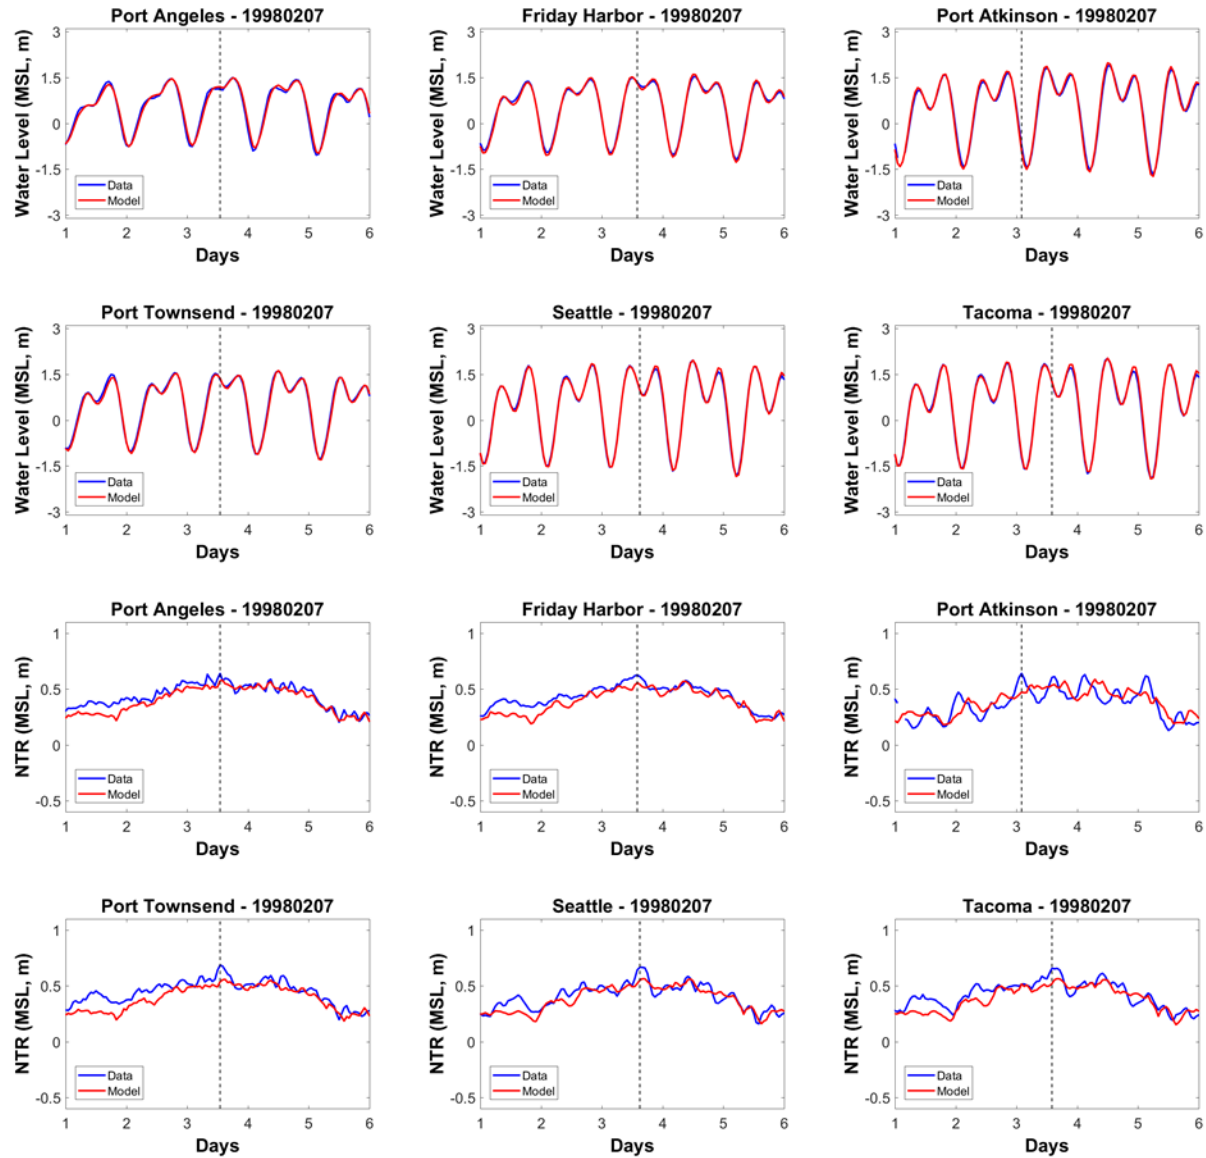 Port Angeles - 19980207
Water Level (MSL, m)
3
1.5
0
-1.5
-3
Data
Model
1 2 3 4 5 6
Days
Friday Harbor - 19980207
Water Level (MSL, m)
3
1.5
0
-1.5
-3
Data
Model
1 2 3 4 5 6
Days
Port Atkinson - 19980207
Water Level (MSL, m)
3
1.5
0
-1.5
-3
Data
Model
1 2 3 4 5 6
Days
Port Townsend - 19980207
Water Level (MSL, m)
3
1.5
0
-1.5
-3
Data
Model
1 2 3 4 5 6
Days
Seattle - 19980207
Water Level (MSL, m)
3
1.5
0
-1.5
-3
Data
Model
1 2 3 4 5 6
Days
Tacoma - 19980207
Water Level (MSL, m)
3
1.5
0
-1.5
-3
Data
Model
1 2 3 4 5 6
Days
Port Angeles - 19980207
NTR (MSL, m)
1
0.5
0
-0.5
Data
Model
1 2 3 4 5 6
Days
Friday Harbor - 19980207
NTR (MSL, m)
1
0.5
0
-0.5
Data
Model
1 2 3 4 5 6
Days
Port Atkinson - 19980207
NTR (MSL, m)
1
0.5
0
-0.5
Data
Model
1 2 3 4 5 6
Days
Port Townsend - 19980207
NTR (MSL, m)
1
0.5
0
-0.5
Data
Model
1 2 3 4 5 6
Days
Seattle - 19980207
NTR (MSL, m)
1
0.5
0
-0.5
Data
Model
1 2 3 4 5 6
Days
Tacoma - 19980207
NTR (MSL, m)
1
0.5
0
-0.5
Data
Model
1 2 3 4 5 6
Days